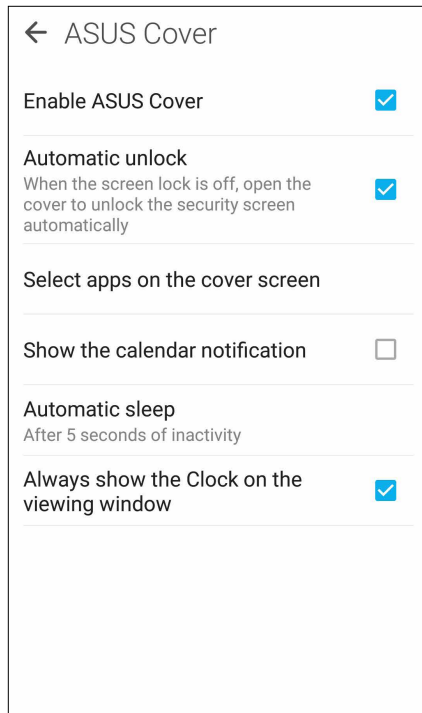 ASUS Cover
Enable ASUS Cover
Automatic unlock
When the screen lock is off, open the
cover to unlock the security screen
automatically
Select apps on the cover screen
Show the calendar notification
Automatic sleep
After 5 seconds of inactivity
Always show the Clock on the
viewing window